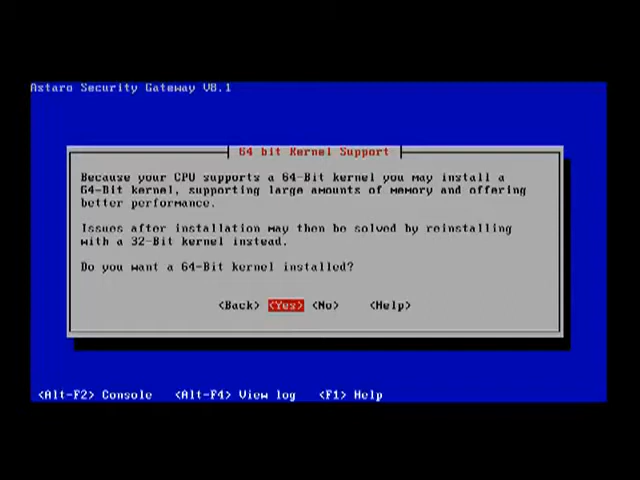 Astaro Security Gateway V8.1
64 bit Kernel Support
Because your CPU supports a 64-Bit kernel you may install a
64-Bit kernel, supporting large amounts of memory and offering
better performance.
Issues after installation may then be solved by reinstalling
with a 32-Bit kernel instead.
Do you want a 64-Bit kernel installed?
<Back> <Yes> <No> <Help>
<Alt-F2> Console <Alt-F4> View log <F1> Help